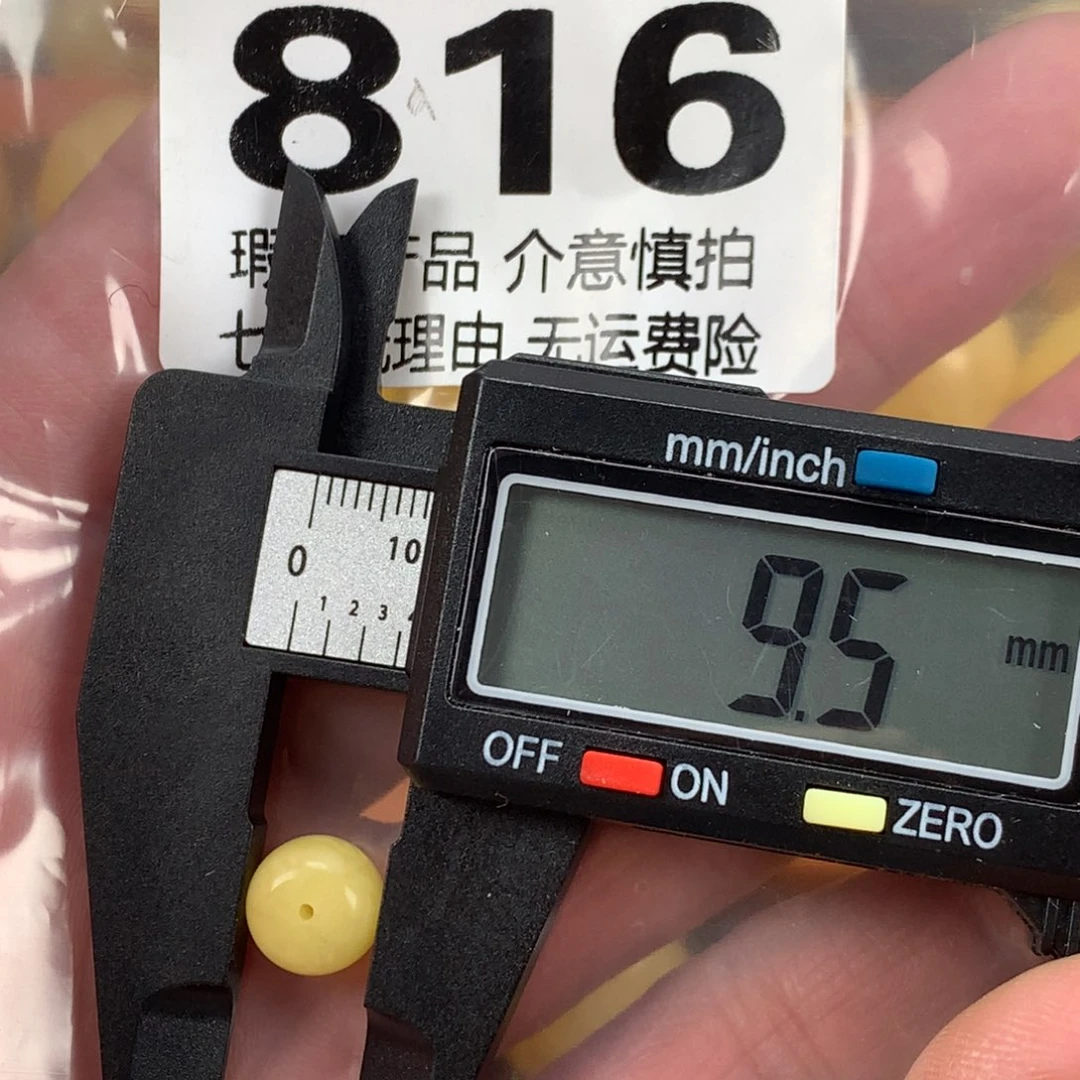 816
品 介意慎拍
理由 无运费险
mm/inch
0 10
1 2 3
9.5 mm
OFF ON ZERO